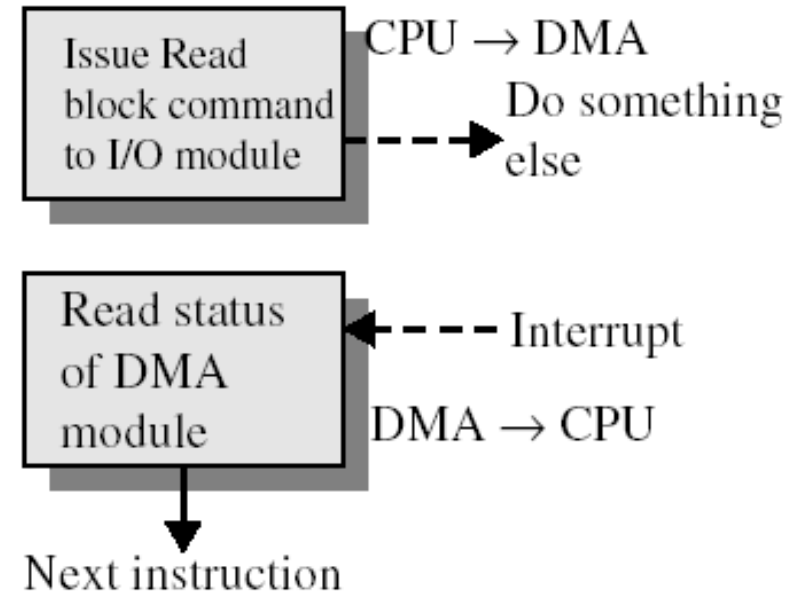 Issue Read
block command
to I/O module
CPU → DMA
Do something
else
Read status
of DMA
module
Interrupt
DMA → CPU
Next instruction